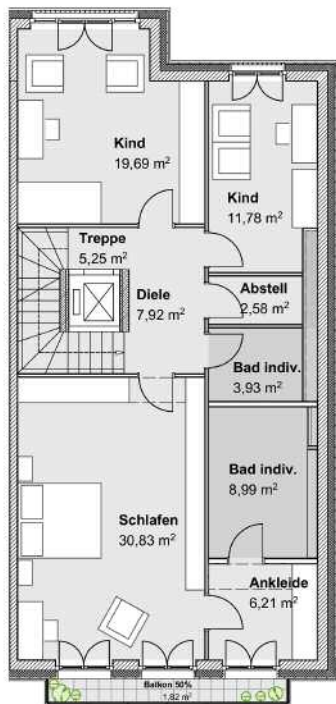 Kind
19,69 m²
Kind
11,78 m²
Treppe
5,25 m²
Diele
7,92 m²
Abstell
2,58 m²
Bad indiv.
3,93 m²
Bad indiv.
8,99 m²
Schlafen
30,83 m²
Ankleide
6,21 m²
Balkon 50%
1,82 m²